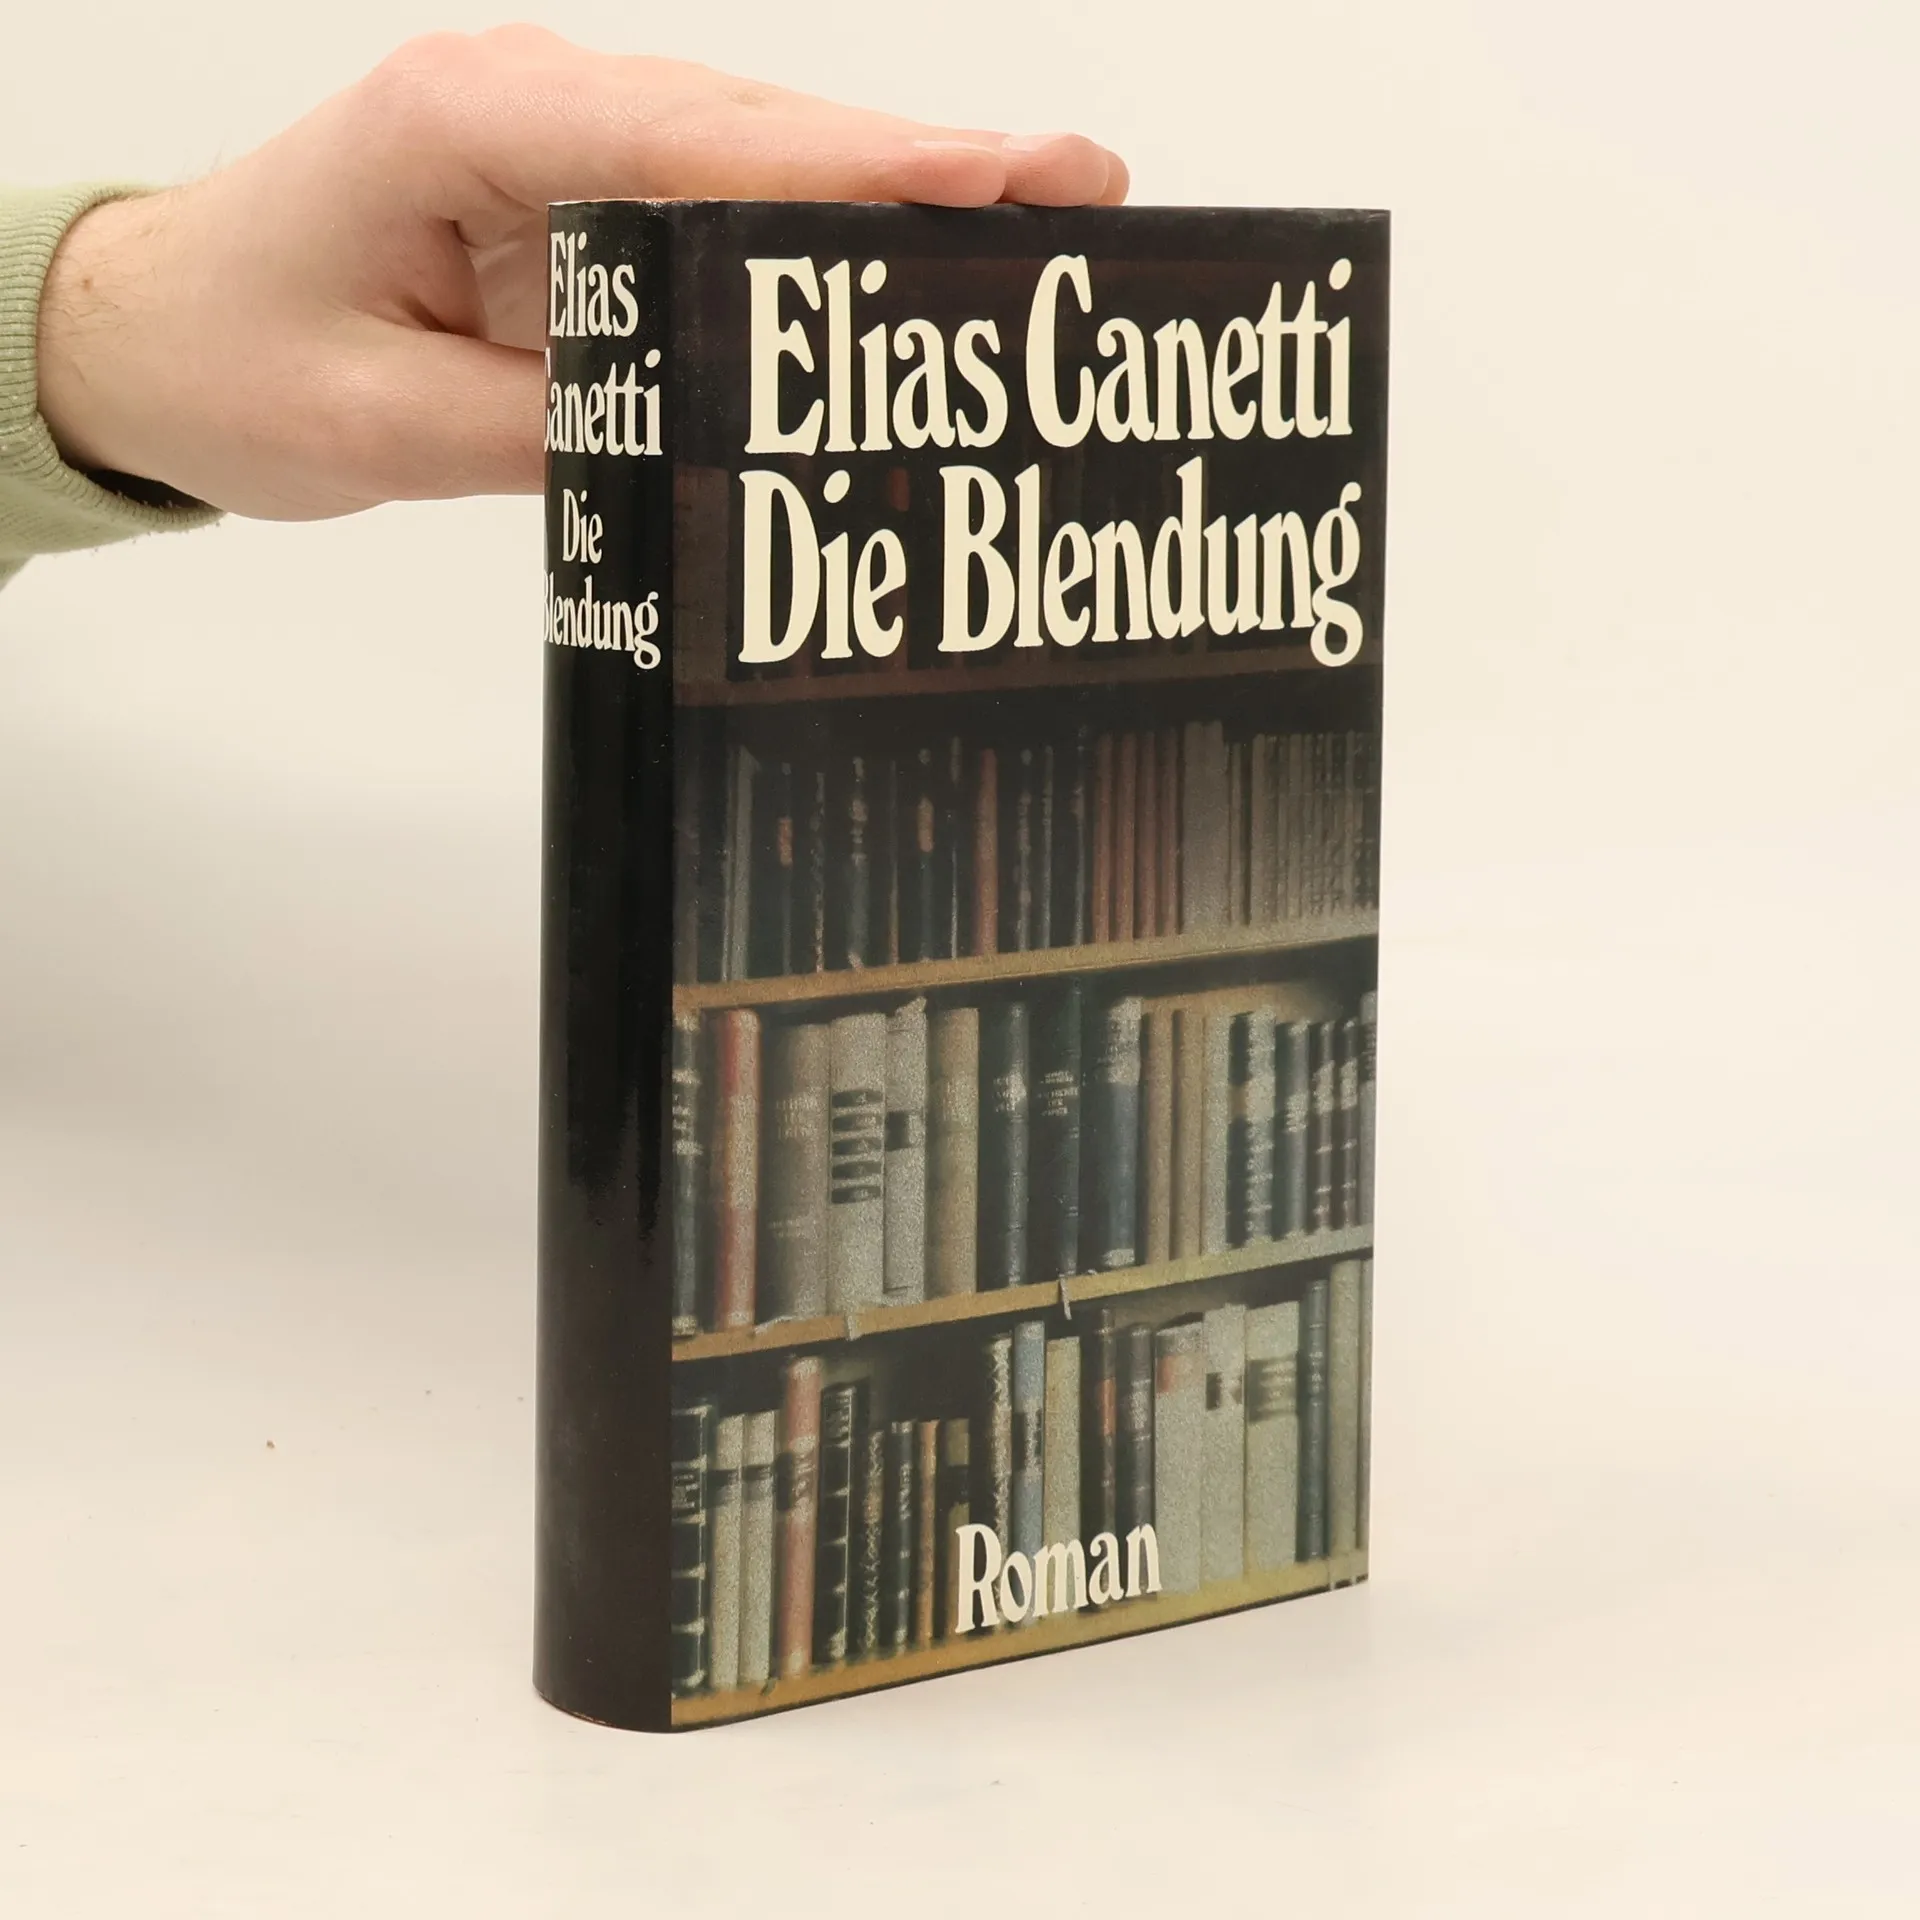 Elias
Canetti
Die
Blendung
Elias Canetti
Die Blendung
Roman